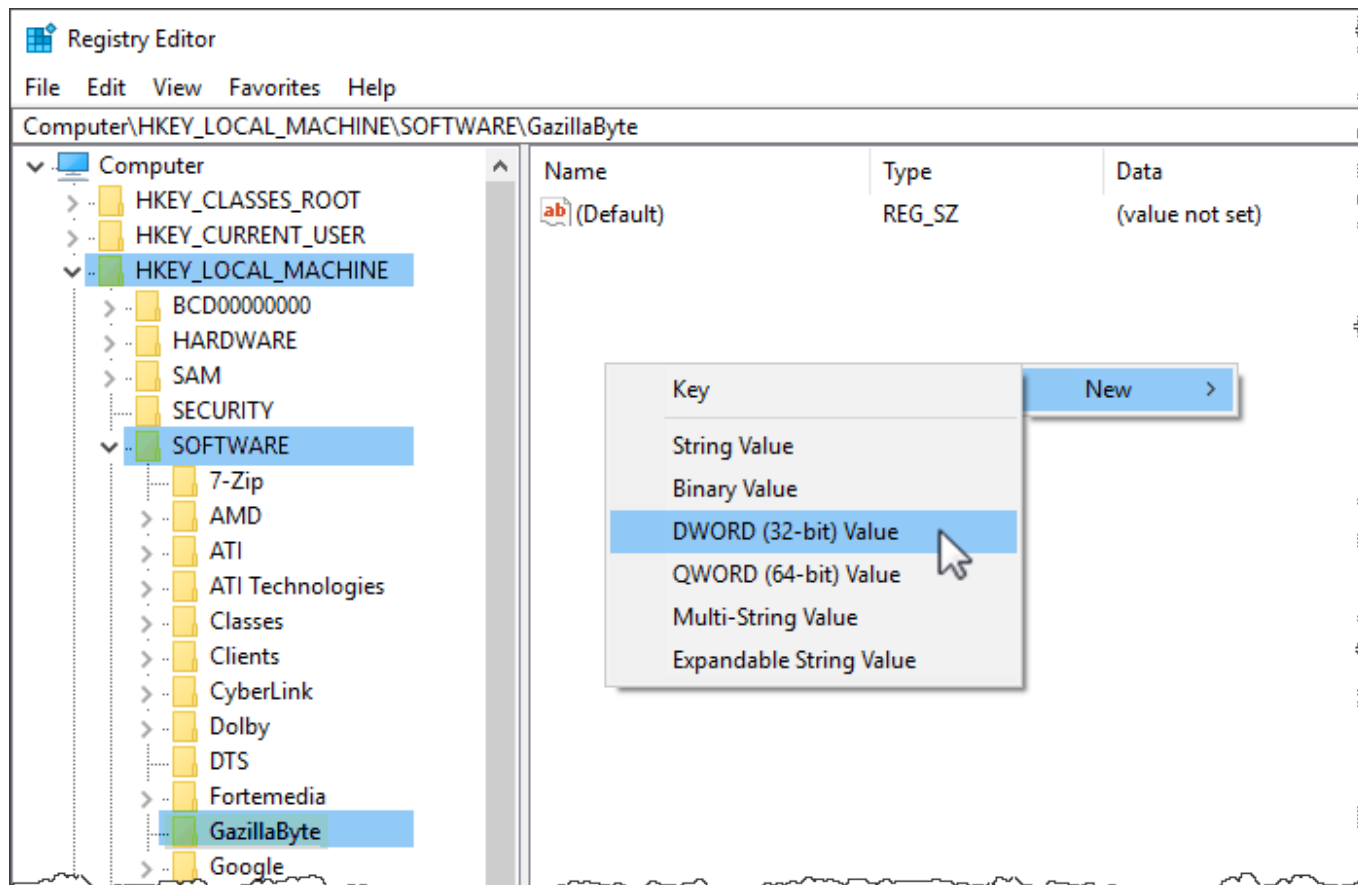 Registry Editor
File Edit View Favorites Help
Computer\HKEY_LOCAL_MACHINE\SOFTWARE\GazillaByte
Computer
HKEY_CLASSES_ROOT
HKEY_CURRENT_USER
HKEY_LOCAL_MACHINE
BCD00000000
HARDWARE
SAM
SECURITY
SOFTWARE
7-Zip
AMD
ATI
ATI Technologies
Classes
Clients
CyberLink
Dolby
DTS
Fortemedia
GazillaByte
Google
Name Type Data
ab (Default) REG_SZ (value not set)
New >
Key
String Value
Binary Value
DWORD (32-bit) Value
QWORD (64-bit) Value
Multi-String Value
Expandable String Value